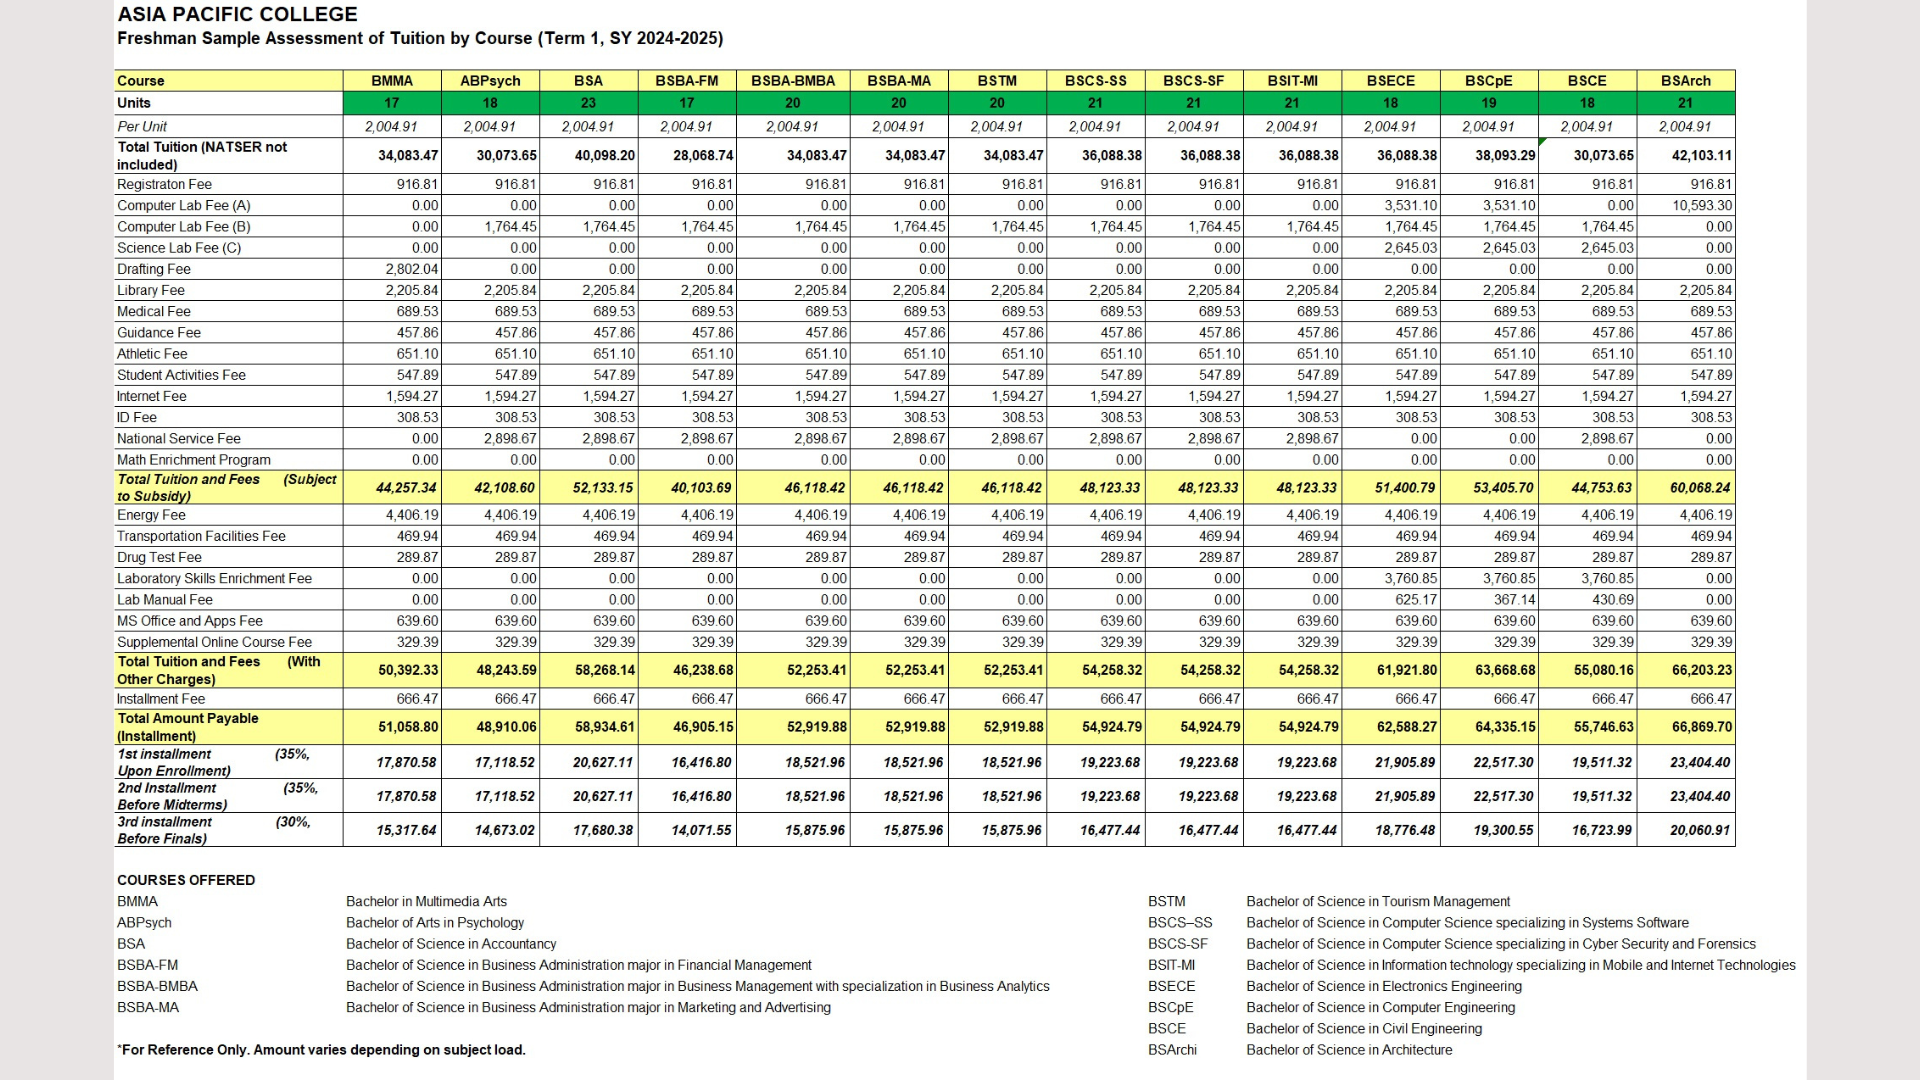 ASIA PACIFIC COLLEGE
Freshman Sample Assessment of Tuition by Course (Term 1, SY 2024-2025)
Course BMMA ABPsych BSA BSBA-FM BSBA-BMBA BSBA-MA BSTM BSCS-SS BSCS-SF BSIT-MI BSECE BSCpE BSCE BSArch
Units 17 18 23 17 20 20 20 21 21 21 18 19 18 21
Per Unit 2,004.91 2,004.91 2,004.91 2,004.91 2,004.91 2,004.91 2,004.91 2,004.91 2,004.91 2,004.91 2,004.91 2,004.91 2,004.91 2,004.91
Total Tuition (NATSER not
included) 34,083.47 30,073.65 40,098.20 28,068.74 34,083.47 34,083.47 34,083.47 36,088.38 36,088.38 36,088.38 36,088.38 38,093.29 30,073.65 42,103.11
Registraton Fee 916.81 916.81 916.81 916.81 916.81 916.81 916.81 916.81 916.81 916.81 916.81 916.81 916.81 916.81
Computer Lab Fee (A) 0.00 0.00 0.00 0.00 0.00 0.00 0.00 0.00 0.00 0.00 3,531.10 3,531.10 0.00 10,593.30
Computer Lab Fee (B) 0.00 1,764.45 1,764.45 1,764.45 1,764.45 1,764.45 1,764.45 1,764.45 1,764.45 1,764.45 1,764.45 1,764.45 1,764.45 0.00
Science Lab Fee (C) 0.00 0.00 0.00 0.00 0.00 0.00 0.00 0.00 0.00 0.00 2,645.03 2,645.03 2,645.03 0.00
Drafting Fee 2,802.04 0.00 0.00 0.00 0.00 0.00 0.00 0.00 0.00 0.00 0.00 0.00 0.00 0.00
Library Fee 2,205.84 2,205.84 2,205.84 2,205.84 2,205.84 2,205.84 2,205.84 2,205.84 2,205.84 2,205.84 2,205.84 2,205.84 2,205.84 2,205.84
Medical Fee 689.53 689.53 689.53 689.53 689.53 689.53 689.53 689.53 689.53 689.53 689.53 689.53 689.53 689.53
Guidance Fee 457.86 457.86 457.86 457.86 457.86 457.86 457.86 457.86 457.86 457.86 457.86 457.86 457.86 457.86
Athletic Fee 651.10 651.10 651.10 651.10 651.10 651.10 651.10 651.10 651.10 651.10 651.10 651.10 651.10 651.10
Student Activities Fee 547.89 547.89 547.89 547.89 547.89 547.89 547.89 547.89 547.89 547.89 547.89 547.89 547.89 547.89
Internet Fee 1,594.27 1,594.27 1,594.27 1,594.27 1,594.27 1,594.27 1,594.27 1,594.27 1,594.27 1,594.27 1,594.27 1,594.27 1,594.27 1,594.27
ID Fee 308.53 308.53 308.53 308.53 308.53 308.53 308.53 308.53 308.53 308.53 308.53 308.53 308.53 308.53
National Service Fee 0.00 2,898.67 2,898.67 2,898.67 2,898.67 2,898.67 2,898.67 2,898.67 2,898.67 2,898.67 0.00 0.00 2,898.67 0.00
Math Enrichment Program 0.00 0.00 0.00 0.00 0.00 0.00 0.00 0.00 0.00 0.00 0.00 0.00 0.00 0.00
Total Tuition and Fees (Subject
to Subsidy) 44,257.34 42,108.60 52,133.15 40,103.69 46,118.42 46,118.42 46,118.42 48,123.33 48,123.33 48,123.33 51,400.79 53,405.70 44,753.63 60,068.24
Energy Fee 4,406.19 4,406.19 4,406.19 4,406.19 4,406.19 4,406.19 4,406.19 4,406.19 4,406.19 4,406.19 4,406.19 4,406.19 4,406.19 4,406.19
Transportation Facilities Fee 469.94 469.94 469.94 469.94 469.94 469.94 469.94 469.94 469.94 469.94 469.94 469.94 469.94 469.94
Drug Test Fee 289.87 289.87 289.87 289.87 289.87 289.87 289.87 289.87 289.87 289.87 289.87 289.87 289.87 289.87
Laboratory Skills Enrichment Fee 0.00 0.00 0.00 0.00 0.00 0.00 0.00 0.00 0.00 0.00 3,760.85 3,760.85 3,760.85 0.00
Lab Manual Fee 0.00 0.00 0.00 0.00 0.00 0.00 0.00 0.00 0.00 0.00 625.17 367.14 430.69 0.00
MS Office and Apps Fee 639.60 639.60 639.60 639.60 639.60 639.60 639.60 639.60 639.60 639.60 639.60 639.60 639.60 639.60
Supplemental Online Course Fee 329.39 329.39 329.39 329.39 329.39 329.39 329.39 329.39 329.39 329.39 329.39 329.39 329.39 329.39
Total Tuition and Fees (With
Other Charges) 50,392.33 48,243.59 58,268.14 46,238.68 52,253.41 52,253.41 52,253.41 54,258.32 54,258.32 54,258.32 61,921.80 63,668.68 55,080.16 66,203.23
Installment Fee 666.47 666.47 666.47 666.47 666.47 666.47 666.47 666.47 666.47 666.47 666.47 666.47 666.47 666.47
Total Amount Payable
(Installment) 51,058.80 48,910.06 58,934.61 46,905.15 52,919.88 52,919.88 52,919.88 54,924.79 54,924.79 54,924.79 62,588.27 64,335.15 55,746.63 66,869.70
1st installment (35%,
Upon Enrollment) 17,870.58 17,118.52 20,627.11 16,416.80 18,521.96 18,521.96 18,521.96 19,223.68 19,223.68 19,223.68 21,905.89 22,517.30 19,511.32 23,404.40
2nd Installment (35%,
Before Midterms) 17,870.58 17,118.52 20,627.11 16,416.80 18,521.96 18,521.96 18,521.96 19,223.68 19,223.68 19,223.68 21,905.89 22,517.30 19,511.32 23,404.40
3rd installment (30%,
Before Finals) 15,317.64 14,673.02 17,680.38 14,071.55 15,875.96 15,875.96 15,875.96 16,477.44 16,477.44 16,477.44 18,776.48 19,300.55 16,723.99 20,060.91
COURSES OFFERED
BMMA Bachelor in Multimedia Arts
ABPsych Bachelor of Arts in Psychology
BSA Bachelor of Science in Accountancy
BSBA-FM Bachelor of Science in Business Administration major in Financial Management
BSBA-BMBA Bachelor of Science in Business Administration major in Business Management with specialization in Business Analytics
BSBA-MA Bachelor of Science in Business Administration major in Marketing and Advertising
*For Reference Only. Amount varies depending on subject load.
BSTM Bachelor of Science in Tourism Management
BSCS–SS Bachelor of Science in Computer Science specializing in Systems Software
BSCS-SF Bachelor of Science in Computer Science specializing in Cyber Security and Forensics
BSIT-MI Bachelor of Science in Information technology specializing in Mobile and Internet Technologies
BSECE Bachelor of Science in Electronics Engineering
BSCpE Bachelor of Science in Computer Engineering
BSCE Bachelor of Science in Civil Engineering
BSArchi Bachelor of Science in Architecture